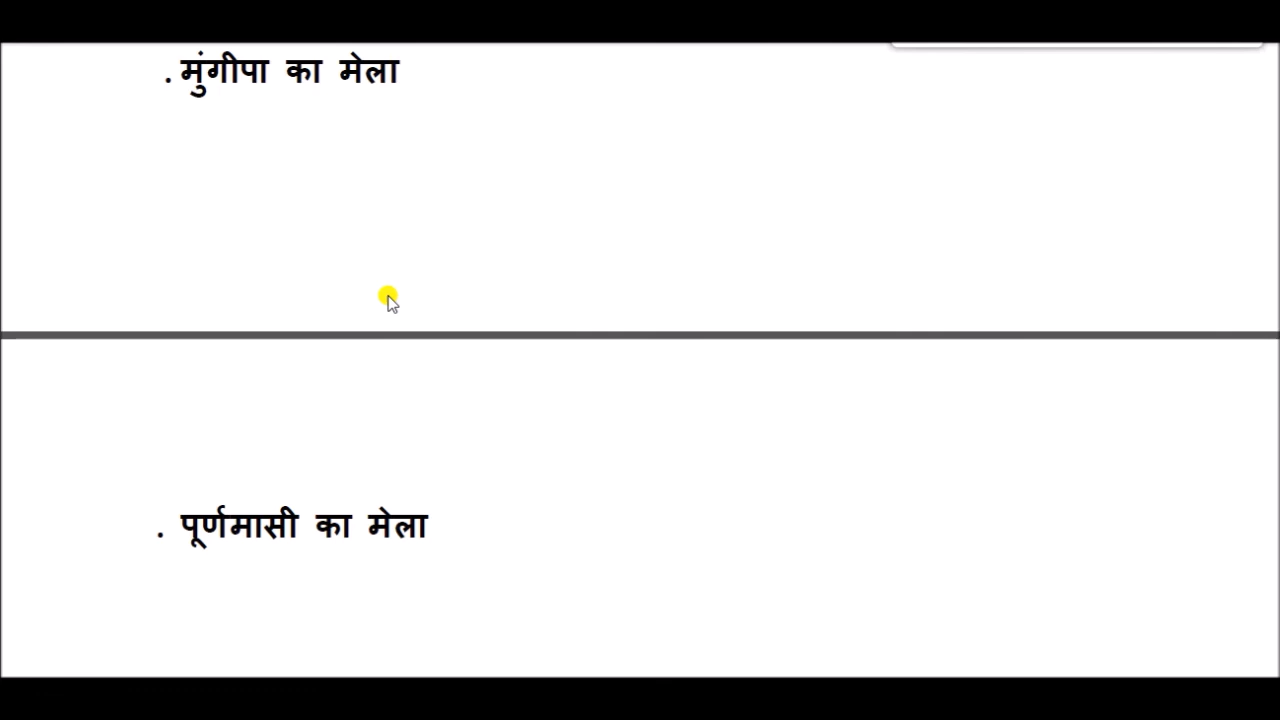 . मुंगीपा का मेला
. पूर्णमासी का मेला